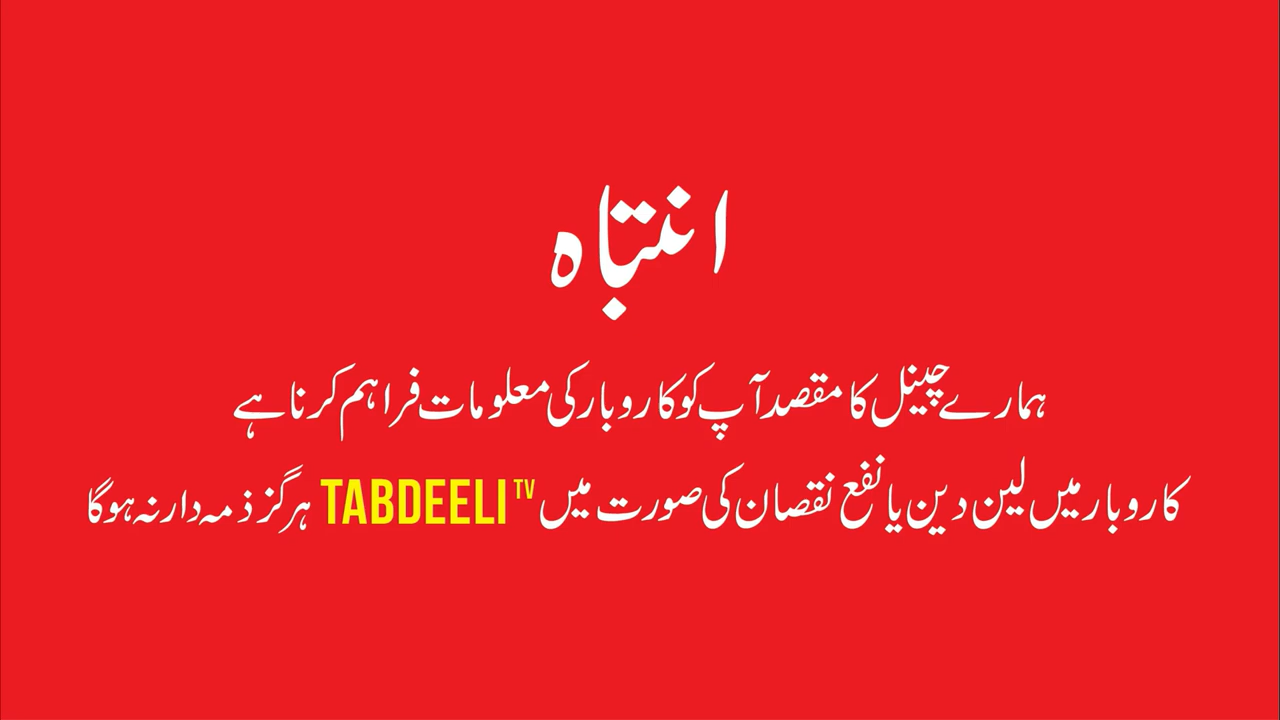 انتباہ
ہمارے چینل کا مقصد آپ کو کاروبار کی معلومات فراہم کرنا ہے
کاروبار میں لین دین یا نفع نقصان کی صورت میں TABDEELI TV ہرگز ذمہ دار نہ ہوگا